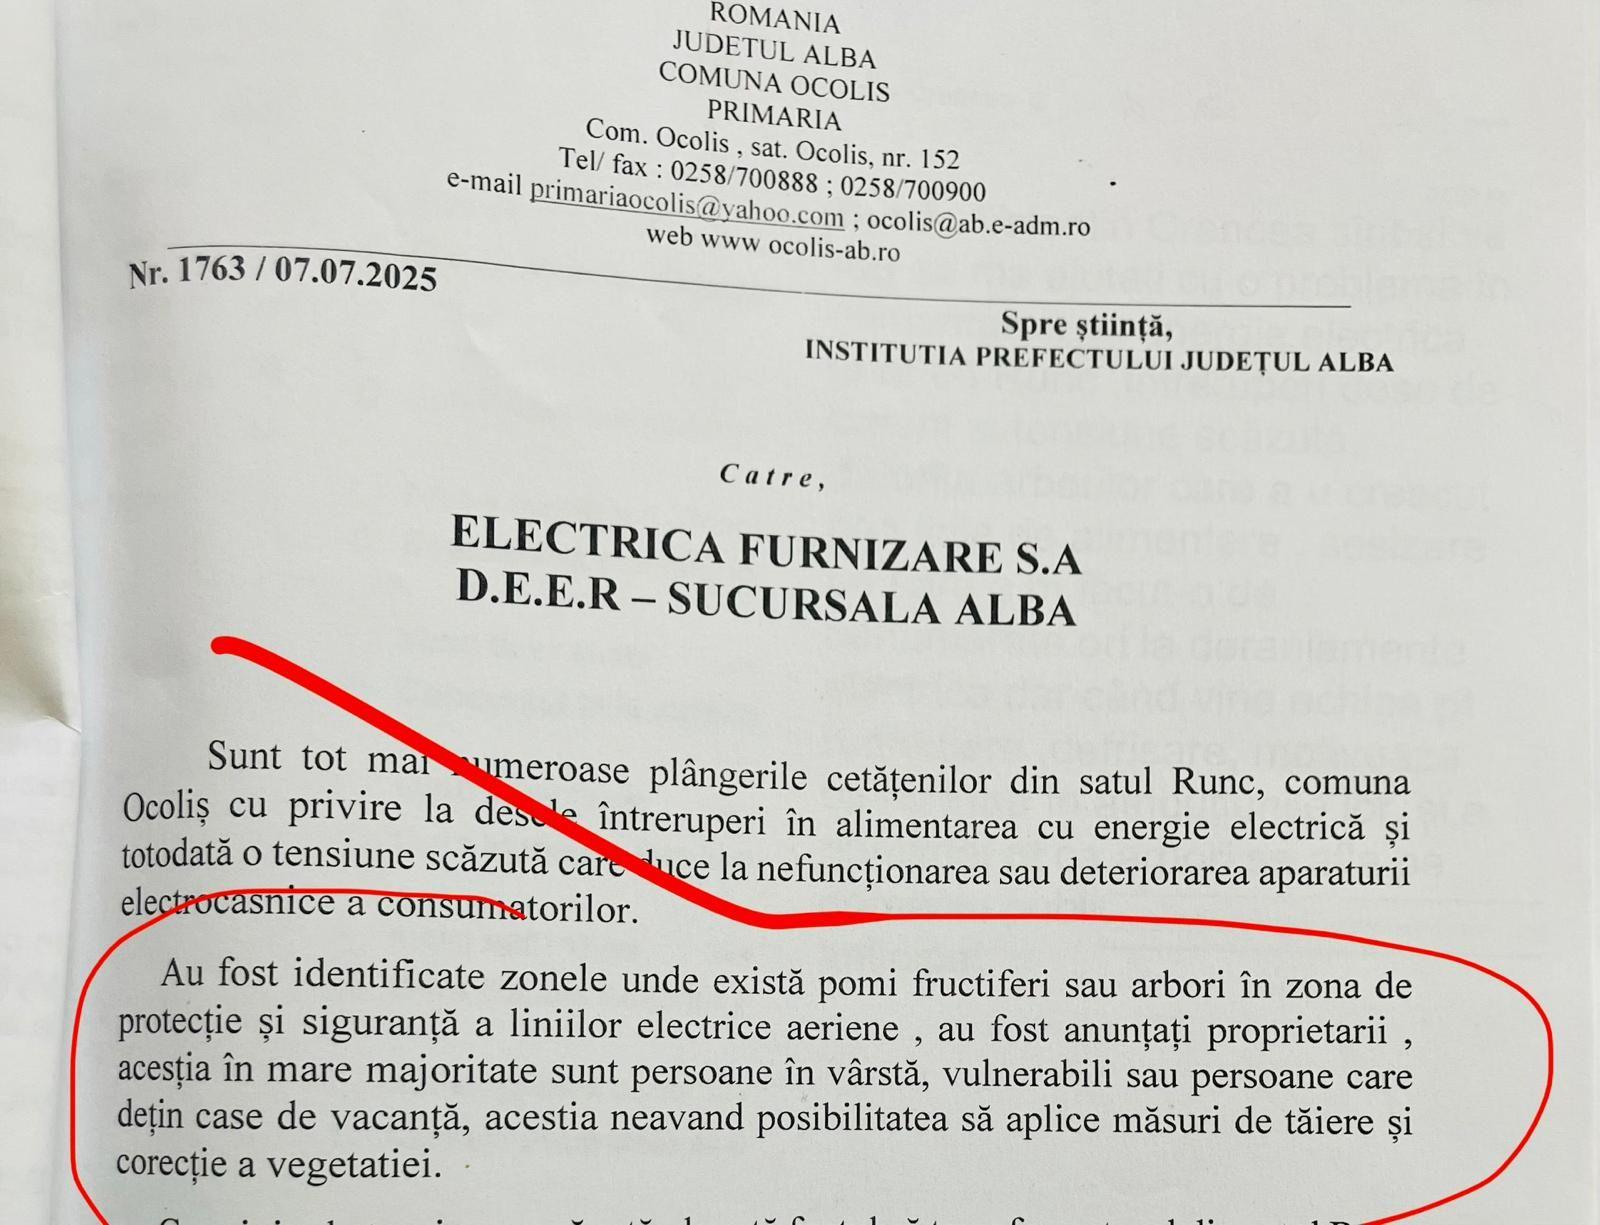 ROMANIA
JUDETUL ALBA
COMUNA OCOLIS
PRIMARIA
Com. Ocolis , sat. Ocolis, nr. 152
Tel/ fax : 0258/700888 ; 0258/700900
e-mail primariaocolis@yahoo.com ; ocolis@ab.e-adm.ro
web www ocolis-ab.ro
Nr. 1763 / 07.07.2025
Spre știință,
INSTITUTIA PREFECTULUI JUDEȚUL ALBA
Catre,
ELECTRICA FURNIZARE S.A
D.E.E.R – SUCURSALA ALBA
Sunt tot mai numeroase plângerile cetățenilor din satul Runc, comuna
Ocoliș cu privire la desele întreruperi în alimentarea cu energie electrică și
totodată o tensiune scăzută care duce la nefuncționarea sau deteriorarea aparaturii
electrocasnice a consumatorilor.
Au fost identificate zonele unde există pomi fructiferi sau arbori în zona de
protecție și siguranță a liniilor electrice aeriene , au fost anunțați proprietarii ,
aceștia în mare majoritate sunt persoane în vârstă, vulnerabili sau persoane care
dețin case de vacanță, acestia neavand posibilitatea să aplice măsuri de tăiere și
corecție a vegetatiei.